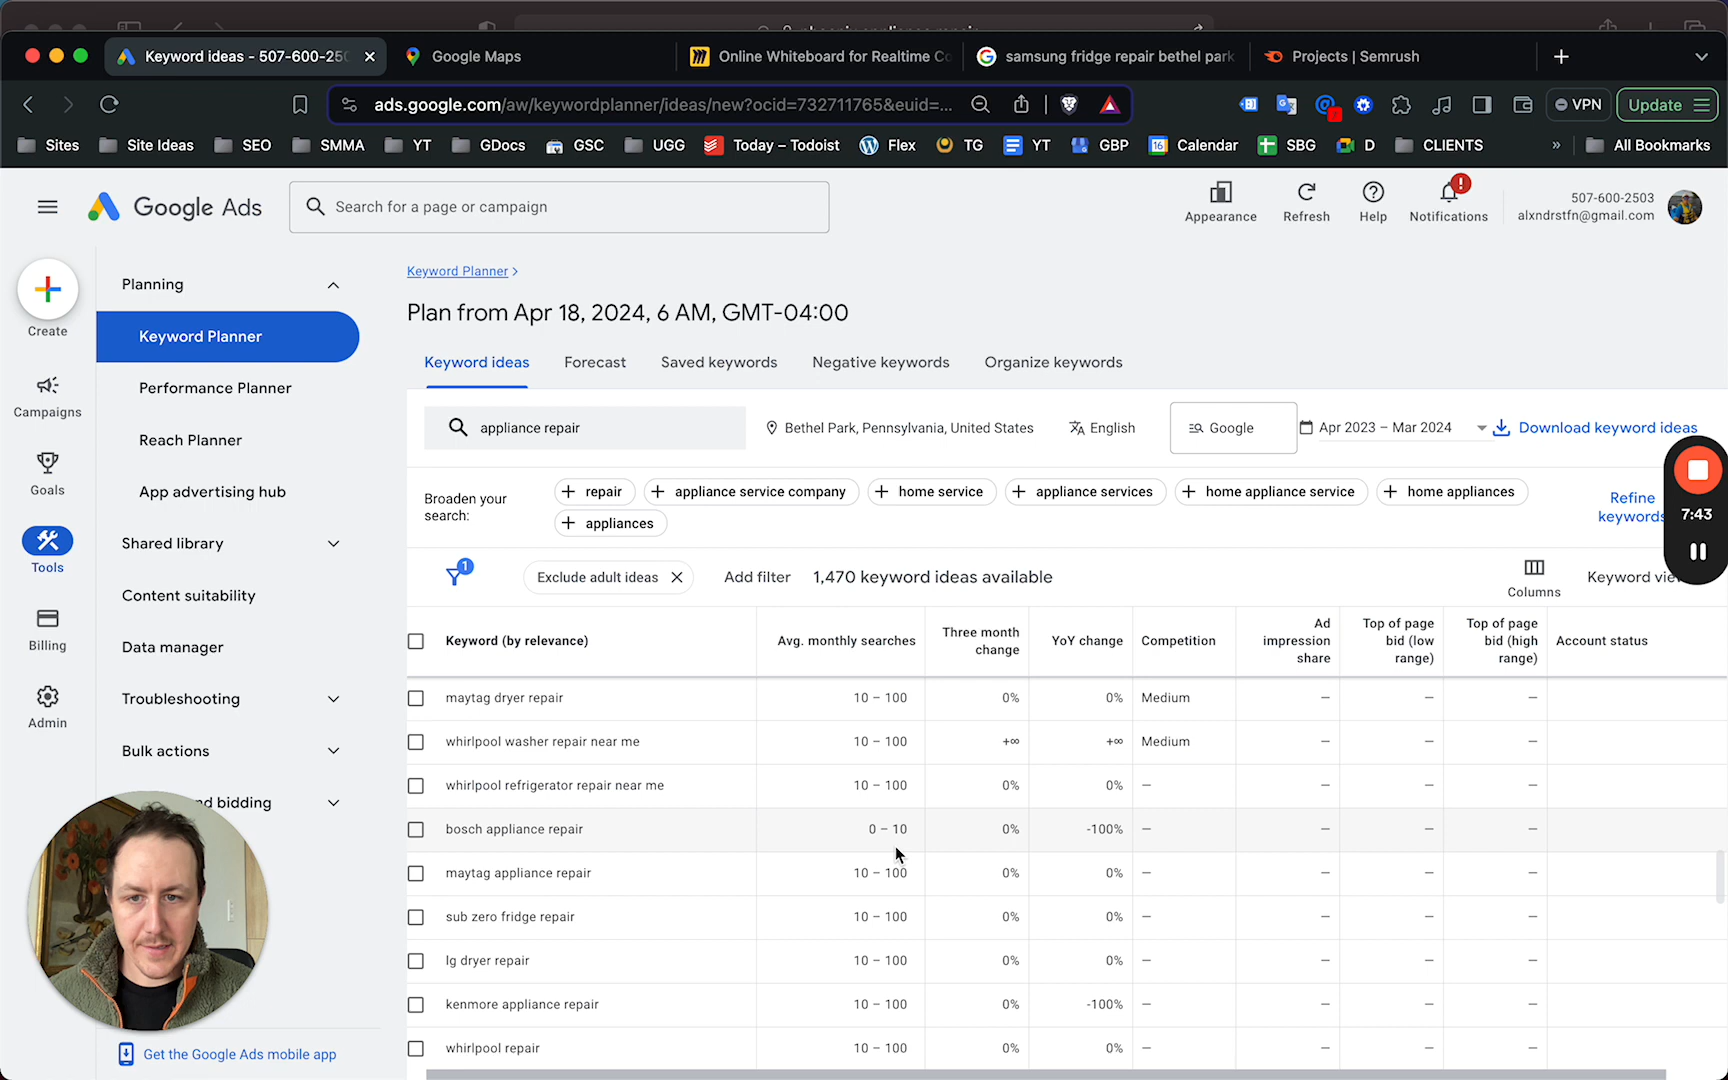 Keyword ideas - 507-600-250
Google Maps
Online Whiteboard for Realtime Co
samsung fridge repair bethel park
Projects | Semrush
ads.google.com/aw/keywordplanner/ideas/new?ocid=732711765&euid=...
VPN
Update
Sites
Site Ideas
SEO
SMMA
YT
GDocs
GSC
UGG
Today – Todoist
Flex
TG
YT
GBP
16
Calendar
SBG
D
CLIENTS
»
All Bookmarks
Google Ads
Search for a page or campaign
Appearance
Refresh
Help
Notifications
507-600-2503
alxndrstfn@gmail.com
Create
Campaigns
Goals
Tools
Billing
Admin
Planning
Keyword Planner
Performance Planner
Reach Planner
App advertising hub
Shared library
Content suitability
Data manager
Troubleshooting
Bulk actions
nd bidding
Get the Google Ads mobile app
Keyword Planner >
Plan from Apr 18, 2024, 6 AM, GMT-04:00
Keyword ideas Forecast Saved keywords Negative keywords Organize keywords
appliance repair
Bethel Park, Pennsylvania, United States
English
Google
Apr 2023 – Mar 2024
Download keyword ideas
Broaden your
search:
+ repair + appliance service company + home service + appliance services + home appliance service + home appliances
+ appliances
Refine
keywords
7:43
1
Exclude adult ideas
Add filter
1,470 keyword ideas available
Columns
Keyword vie
Keyword (by relevance) Avg. monthly searches Three month change YoY change Competition Ad impression share Top of page bid (low range) Top of page bid (high range) Account status
maytag dryer repair 10 – 100 0% 0% Medium – – –
whirlpool washer repair near me 10 – 100 +∞ +∞ Medium – – –
whirlpool refrigerator repair near me 10 – 100 0% 0% – – – –
bosch appliance repair 0 – 10 0% -100% – – – –
maytag appliance repair 10 – 100 0% 0% – – – –
sub zero fridge repair 10 – 100 0% 0% – – – –
lg dryer repair 10 – 100 0% 0% – – – –
kenmore appliance repair 10 – 100 0% -100% – – – –
whirlpool repair 10 – 100 0% 0% – – – –